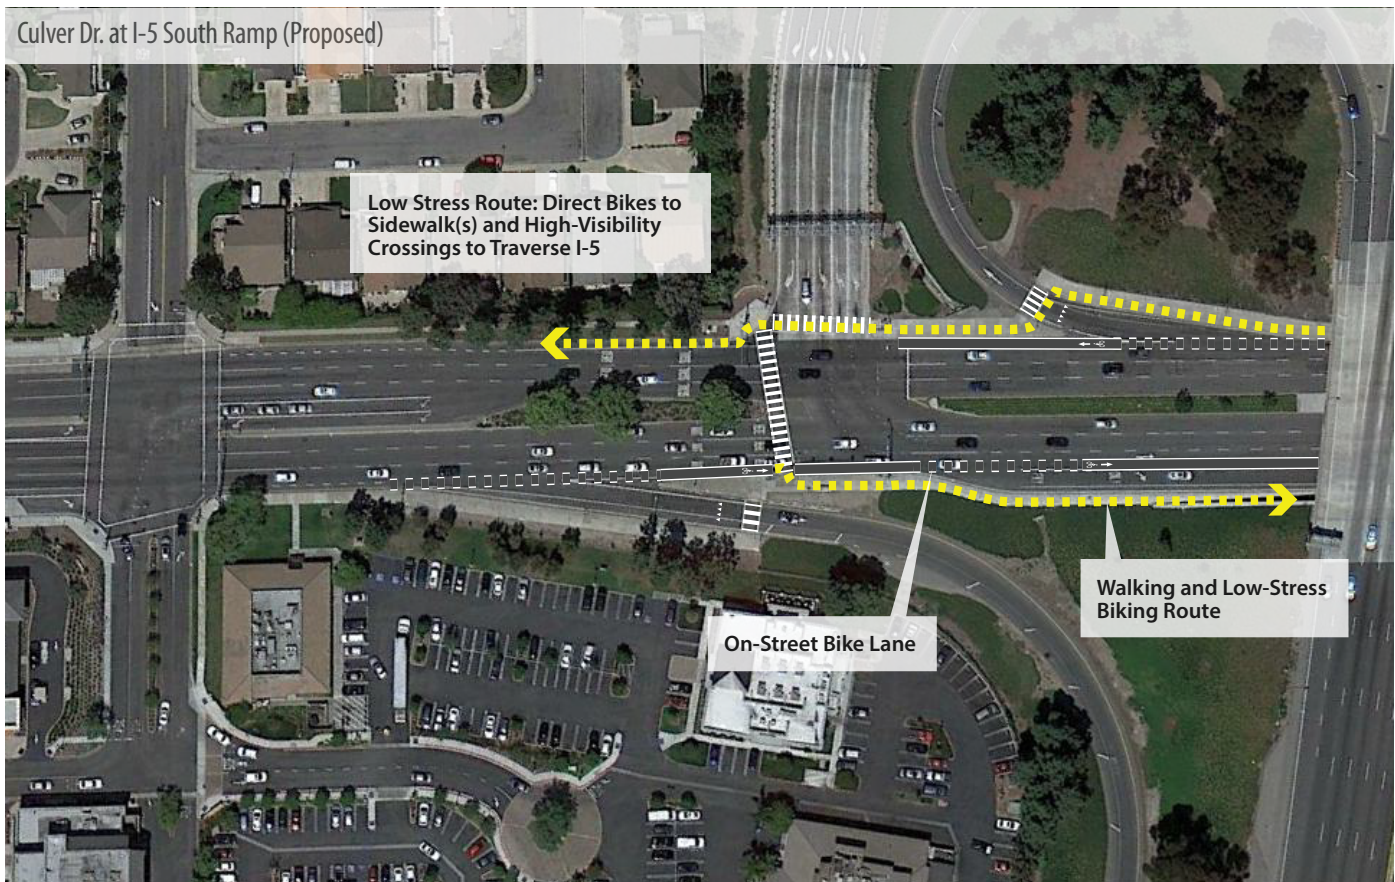 Culver Dr. at I-5 South Ramp (Proposed)
Low Stress Route: Direct Bikes to
Sidewalk(s) and High-Visibility
Crossings to Traverse I-5
Walking and Low-Stress
Biking Route
On-Street Bike Lane